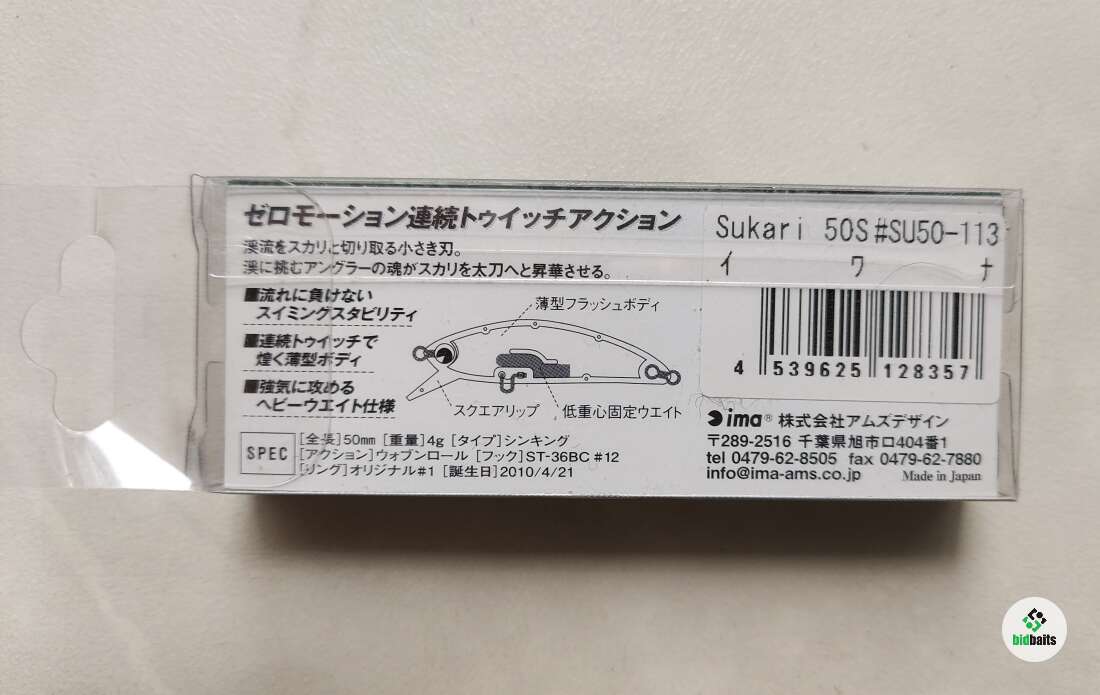 ゼロモーション連続トゥイッチアクション
渓流をスカリと切り取る小さき刃。
渓に挑むアングラーの魂がスカリを太刀へと昇華させる。
■流れに負けない
スイミングスタビリティ
■連続トゥイッチで
煌く薄型ボディ
■強気に攻める
ヘビーウエイト仕様
薄型フラッシュボディ
スクエアリップ
低重心固定ウエイト
SPEC
[全長]50mm [重量]4g [タイプ]シンキング
[アクション]ウォブンロール [フック]ST-36BC #12
[リング]オリジナル#1 [誕生日]2010/4/21
Sukari 50S#SU50-113
イワナ
4 539625 128357
ima® 株式会社アムズデザイン
〒289-2516 千葉県旭市ロ404番1
tel 0479-62-8505 fax 0479-62-7880
info@ima-ams.co.jp Made in Japan
bidbaits